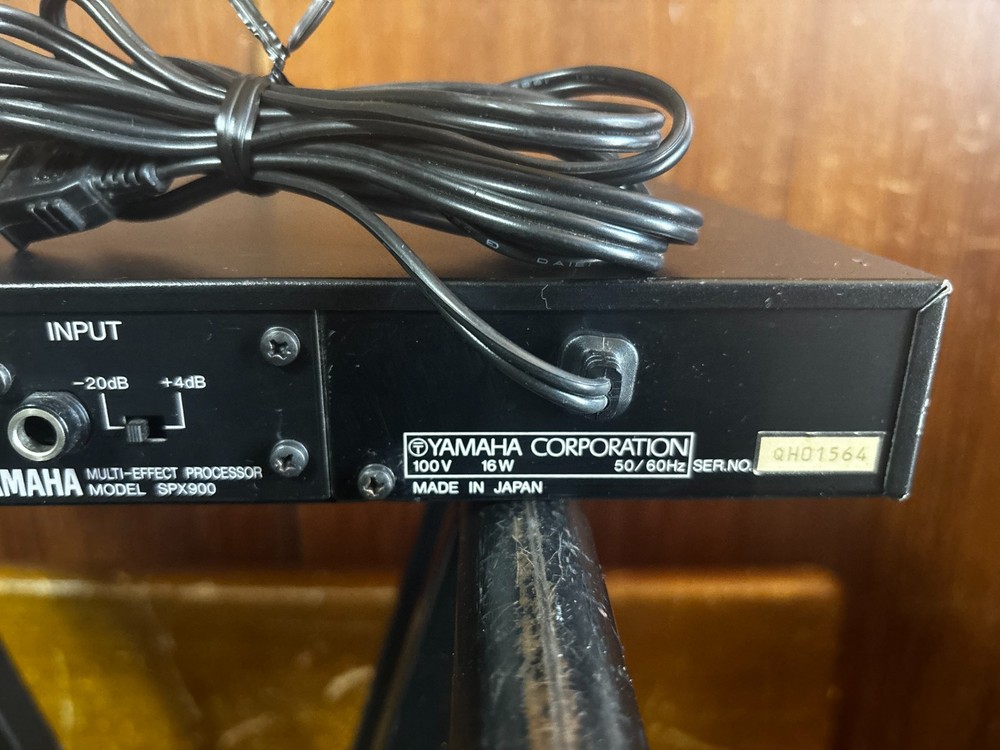 INPUT
-20dB +4dB
YAMAHA MULTI-EFFECT PROCESSOR
MODEL SPX900
YAMAHA CORPORATION
100V 16W 50/60Hz SER.NO. QH01564
MADE IN JAPAN